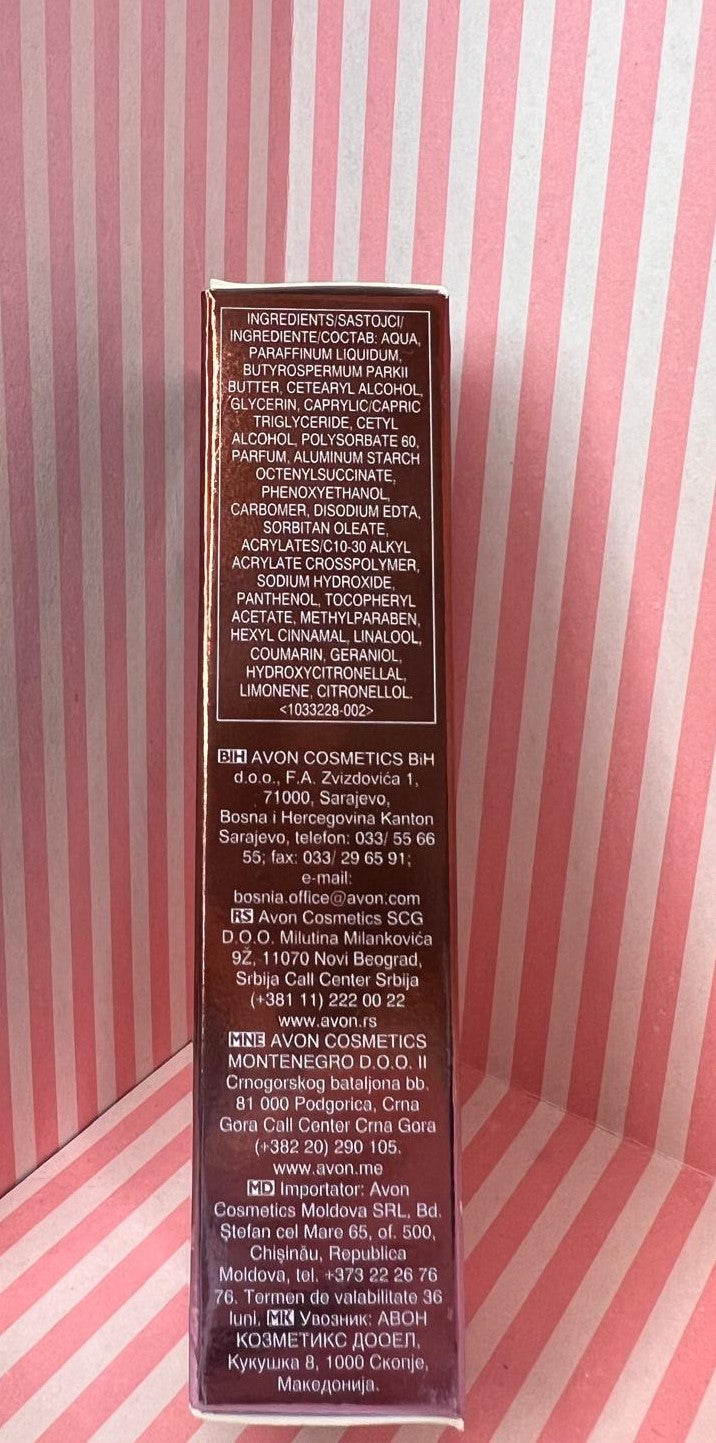 INGREDIENTS/SASTOJCI/
INGREDIENTE/COCTAB: AQUA,
PARAFFINUM LIQUIDUM,
BUTYROSPERMUM PARKII
BUTTER, CETEARYL ALCOHOL,
GLYCERIN, CAPRYLIC/CAPRIC
TRIGLYCERIDE, CETYL
ALCOHOL, POLYSORBATE 60,
PARFUM, ALUMINUM STARCH
OCTENYLSUCCINATE,
PHENOXYETHANOL,
CARBOMER, DISODIUM EDTA,
SORBITAN OLEATE,
ACRYLATES/C10-30 ALKYL
ACRYLATE CROSSPOLYMER,
SODIUM HYDROXIDE,
PANTHENOL, TOCOPHERYL
ACETATE, METHYLPARABEN,
HEXYL CINNAMAL, LINALOOL,
COUMARIN, GERANIOL,
HYDROXYCITRONELLAL,
LIMONENE, CITRONELLOL.
<1033228-002>
BIH AVON COSMETICS BiH
d.o.o., F.A. Zvizdovića 1,
71000, Sarajevo,
Bosna i Hercegovina Kanton
Sarajevo, telefon: 033/ 55 66
55; fax: 033/ 29 65 91;
e-mail:
bosnia.office@avon.com
RS Avon Cosmetics SCG
D.O.O. Milutina Milankovića
9Ž, 11070 Novi Beograd,
Srbija Call Center Srbija
(+381 11) 222 00 22
www.avon.rs
MNE AVON COSMETICS
MONTENEGRO D.O.O. II
Crnogorskog bataljona bb.
81 000 Podgorica, Crna
Gora Call Center Crna Gora
(+382 20) 290 105.
www.avon.me
MD Importator: Avon
Cosmetics Moldova SRL, Bd.
Ştefan cel Mare 65, of. 500,
Chişinău, Republica
Moldova, tel. +373 22 26 76
76. Termen de valabilitate 36
luni. MK Увозник: АВОН
КОЗМЕТИКС ДООЕЛ,
Кукушка 8, 1000 Скопје,
Македонија.